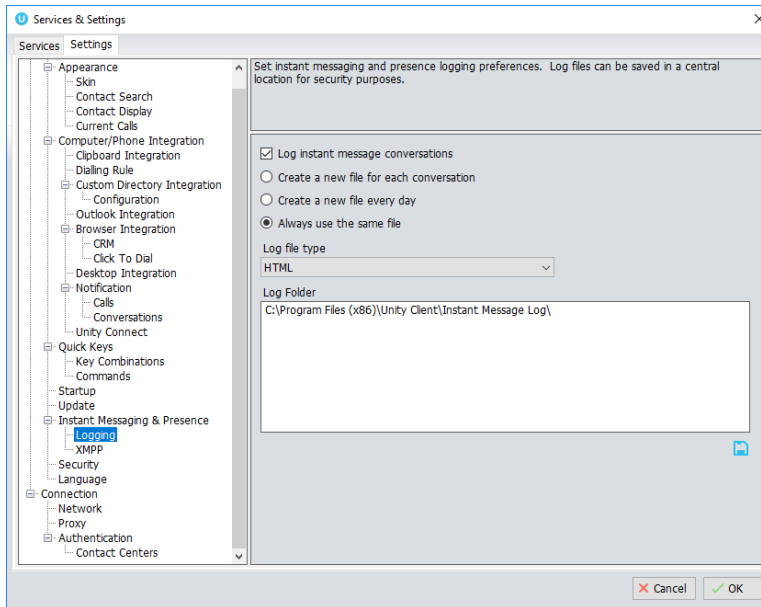 Services & Settings
Services Settings
Appearance
Skin
Contact Search
Contact Display
Current Calls
Computer/Phone Integration
Clipboard Integration
Dialling Rule
Custom Directory Integration
Configuration
Outlook Integration
Browser Integration
CRM
Click To Dial
Desktop Integration
Notification
Calls
Conversations
Unity Connect
Quick Keys
Key Combinations
Commands
Startup
Update
Instant Messaging & Presence
Logging
XMPP
Security
Language
Connection
Network
Proxy
Authentication
Contact Centers
Set instant messaging and presence logging preferences. Log files can be saved in a central
location for security purposes.
Log instant message conversations
Create a new file for each conversation
Create a new file every day
Always use the same file
Log file type
HTML
Log Folder
C:\Program Files (x86)\Unity Client\Instant Message Log\
Cancel OK